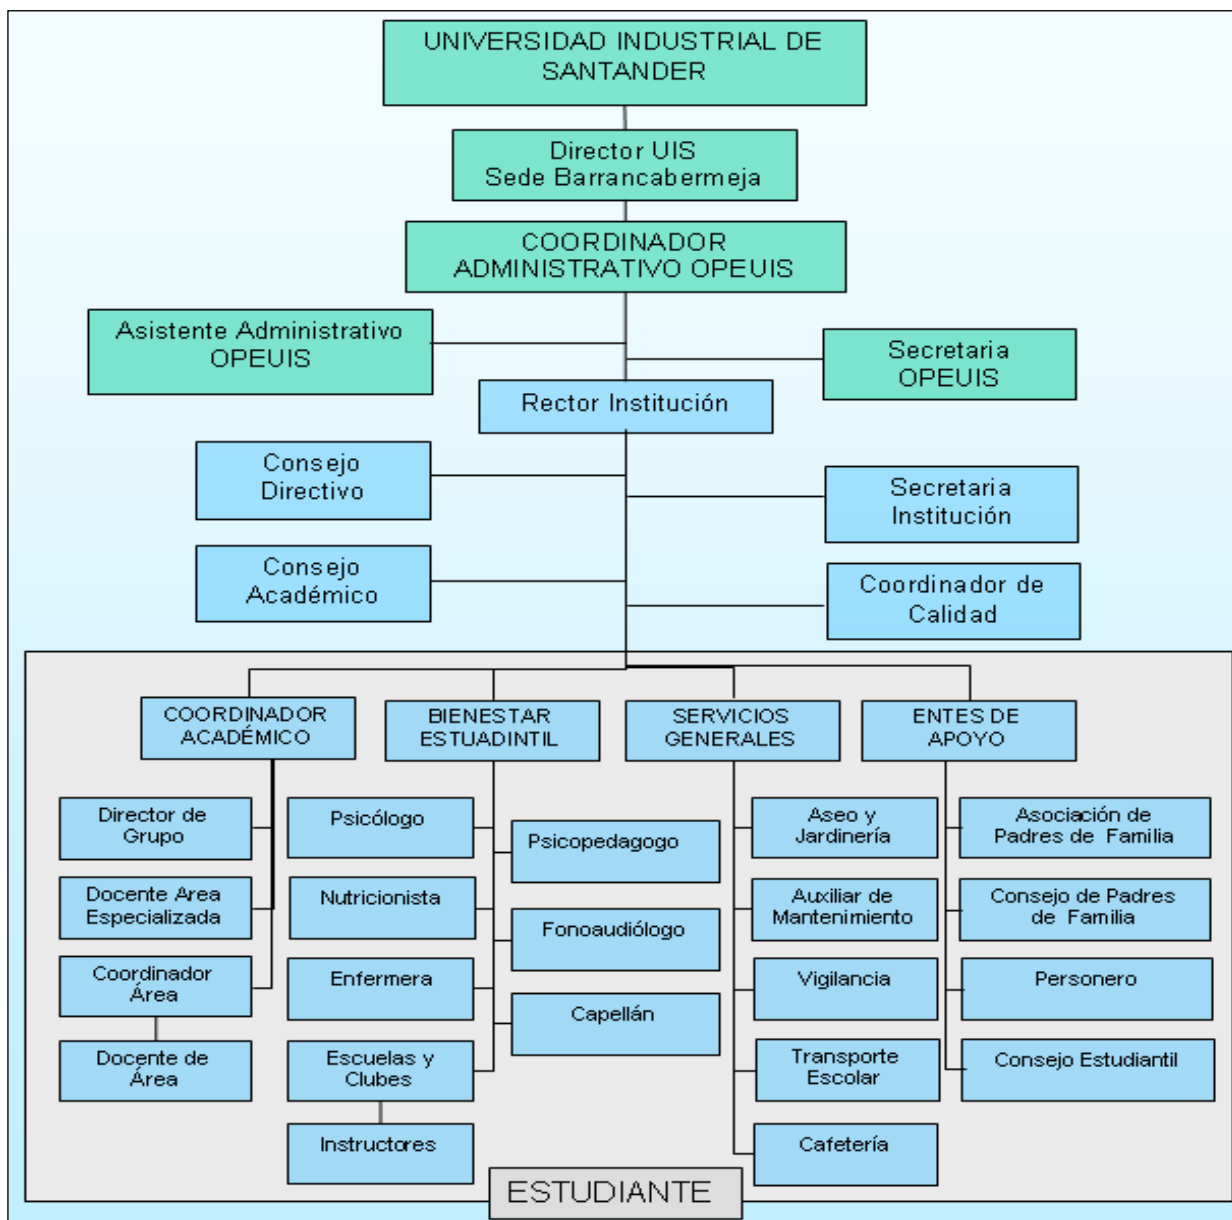 UNIVERSIDAD INDUSTRIAL DE
SANTANDER
Director UIS
Sede Barrancabermeja
COORDINADOR
ADMINISTRATIVO OPEUIS
Asistente Administrativo
OPEUIS
Secretaria
OPEUIS
Rector Institución
Consejo
Directivo
Secretaria
Institución
Consejo
Académico
Coordinador de
Calidad
COORDINADOR
ACADÉMICO
BIENESTAR
ESTUADINTIL
SERVICIOS
GENERALES
ENTES DE
APOYO
Director de
Grupo
Docente Area
Especializada
Coordinador
Área
Docente de
Área
Psicólogo
Nutricionista
Enfermera
Escuelas y
Clubes
Instructores
Psicopedagogo
Fonoaudiólogo
Capellán
Aseo y
Jardinería
Auxiliar de
Mantenimiento
Vigilancia
Transporte
Escolar
Cafetería
Asociación de
Padres de Familia
Consejo de Padres
de Familia
Personero
Consejo Estudiantil
ESTUDIANTE